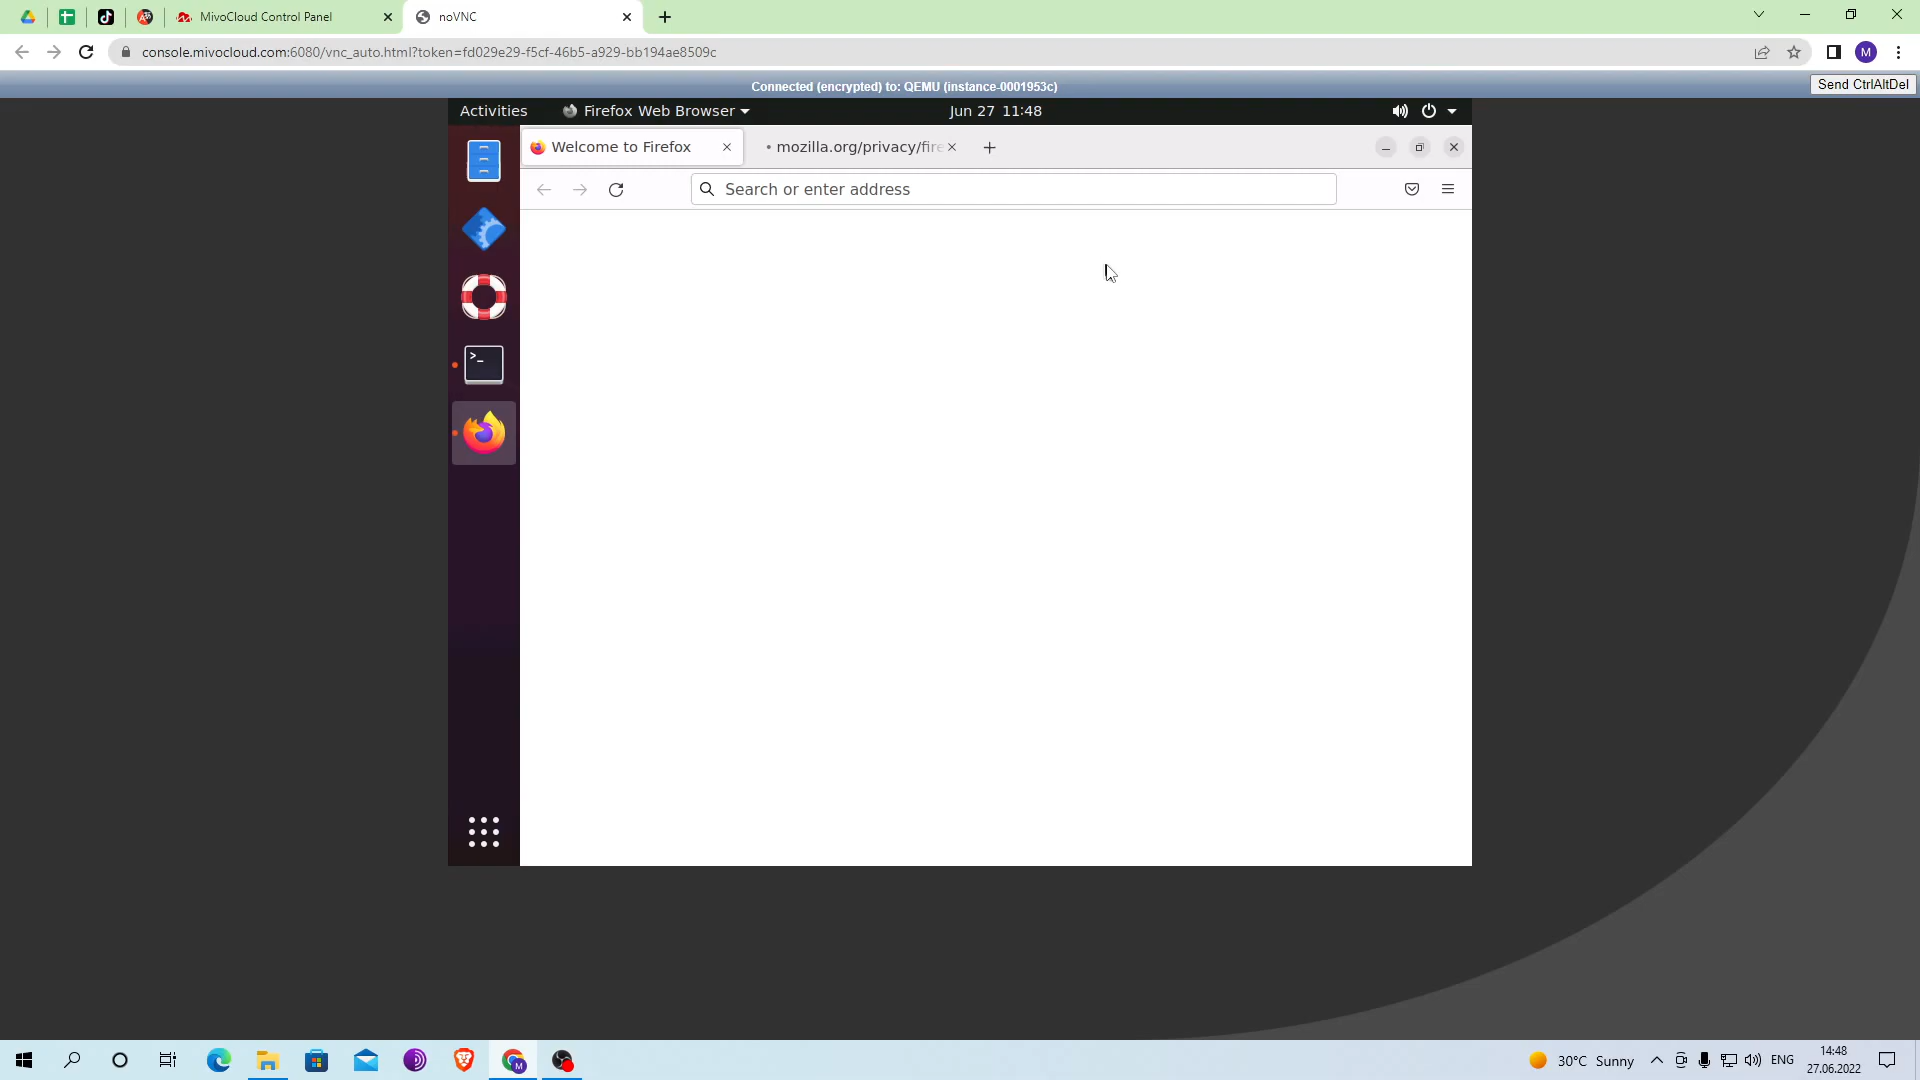 MivoCloud Control Panel
noVNC
console.mivocloud.com:6080/vnc_auto.html?token=fd029e29-f5cf-46b5-a929-bb194ae8509c
M
Connected (encrypted) to: QEMU (instance-0001953c)
Send CtrlAltDel
Activities
Firefox Web Browser
Jun 27 11:48
Welcome to Firefox
mozilla.org/privacy/fire
Search or enter address
30°C Sunny
ENG
14:48
27.06.2022